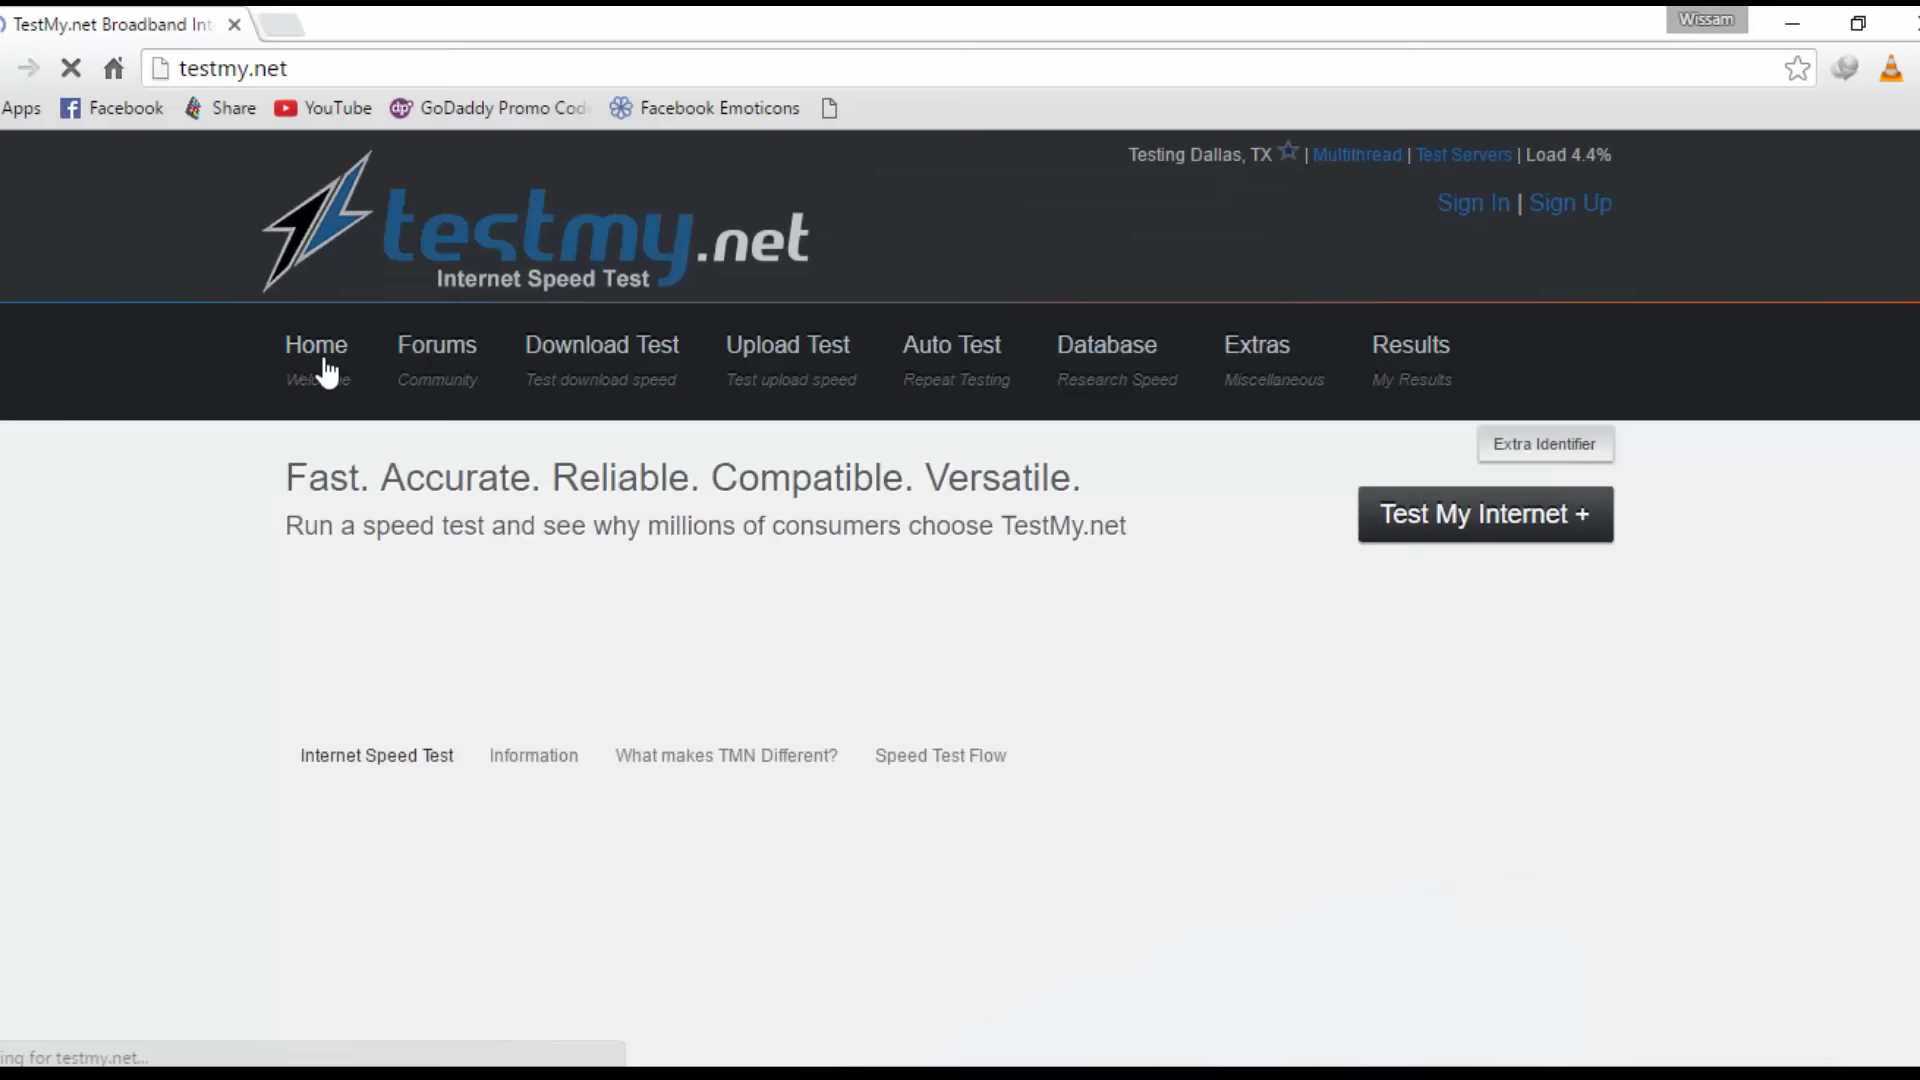 TestMy.net Broadband Int
Wissam
testmy.net
Apps Facebook Share YouTube GoDaddy Promo Cod Facebook Emoticons
Testing Dallas, TX | Multithread | Test Servers | Load 4.4%
Sign In | Sign Up
testmy.net
Internet Speed Test
Home Forums Download Test Upload Test Auto Test Database Extras Results
Welcome Community Test download speed Test upload speed Repeat Testing Research Speed Miscellaneous My Results
Extra Identifier
Fast. Accurate. Reliable. Compatible. Versatile.
Test My Internet +
Run a speed test and see why millions of consumers choose TestMy.net
Internet Speed Test Information What makes TMN Different? Speed Test Flow
ing for testmy.net...